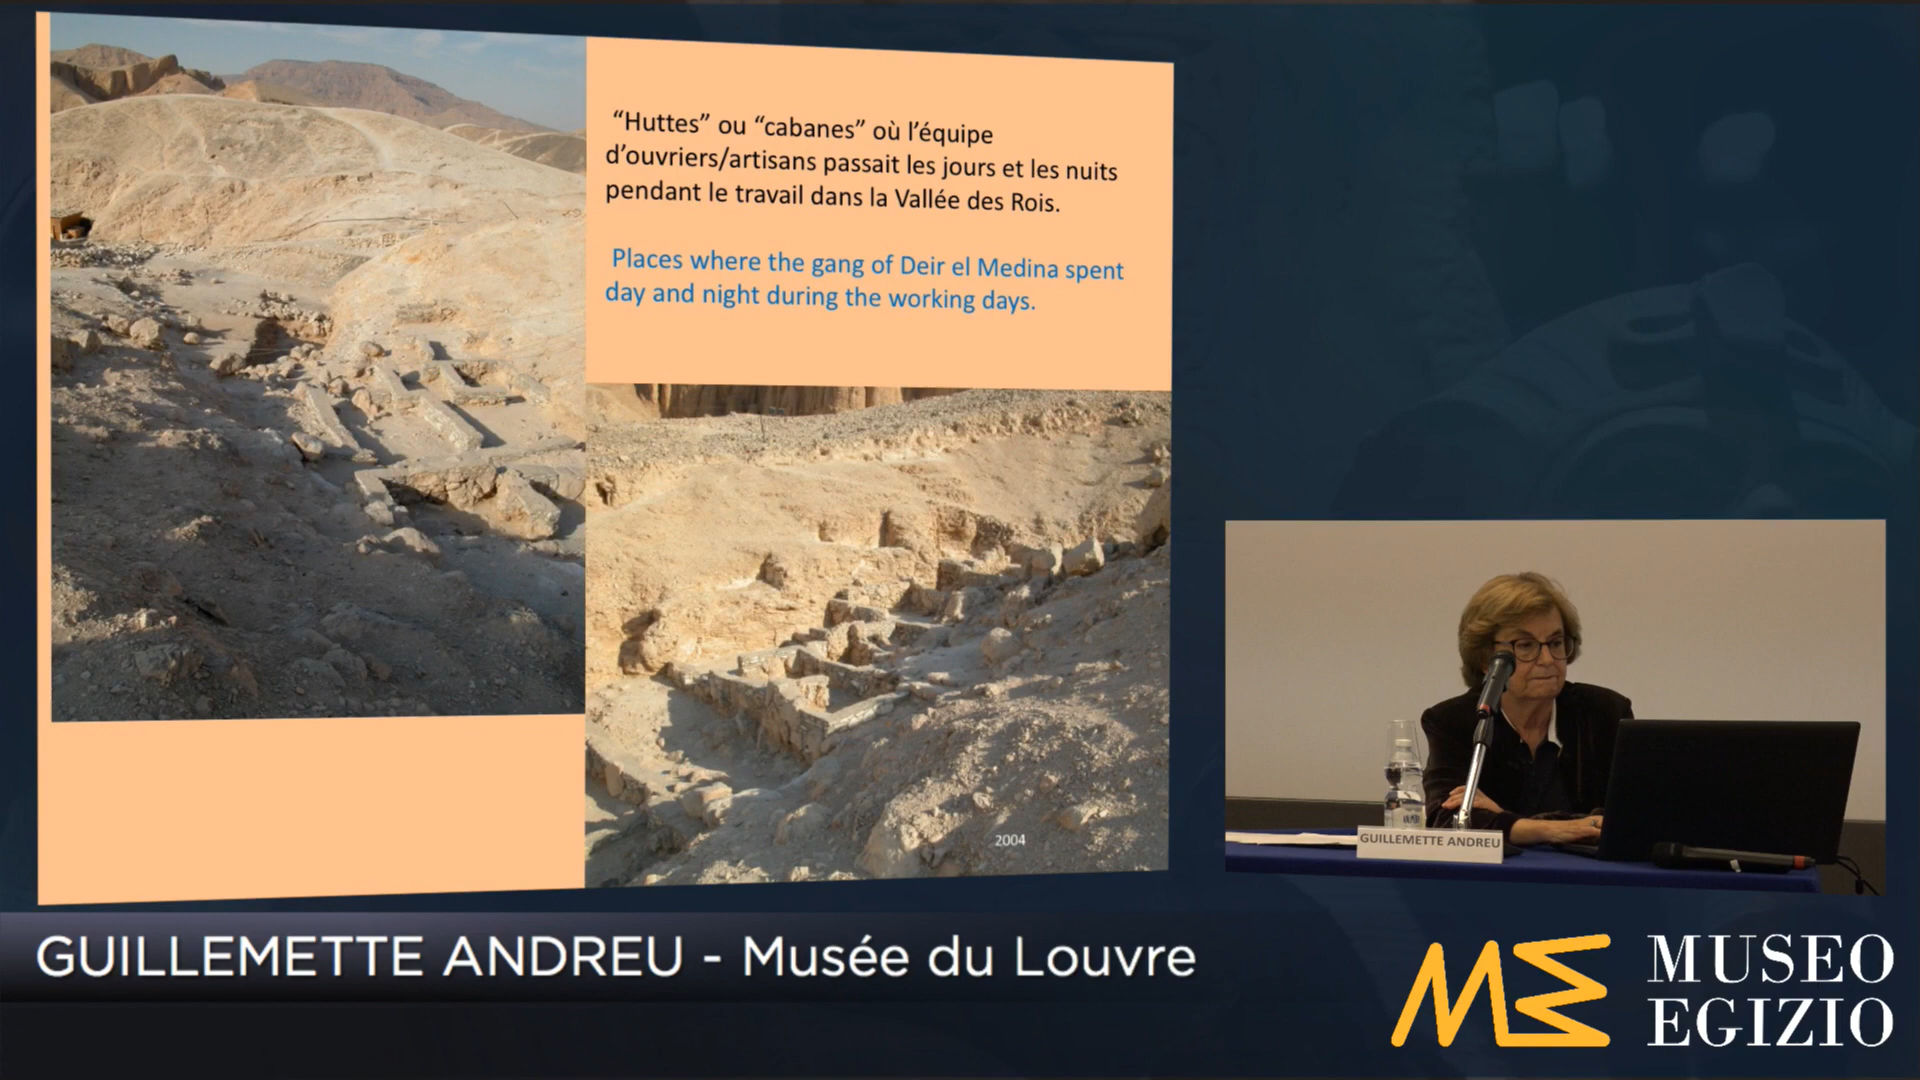 “Huttes” ou “cabanes” où l’équipe
d’ouvriers/artisans passait les jours et les nuits
pendant le travail dans la Vallée des Rois.
Places where the gang of Deir el Medina spent
day and night during the working days.
2004
GUILLEMETTE ANDREU
GUILLEMETTE ANDREU - Musée du Louvre
ME MUSEO
EGIZIO